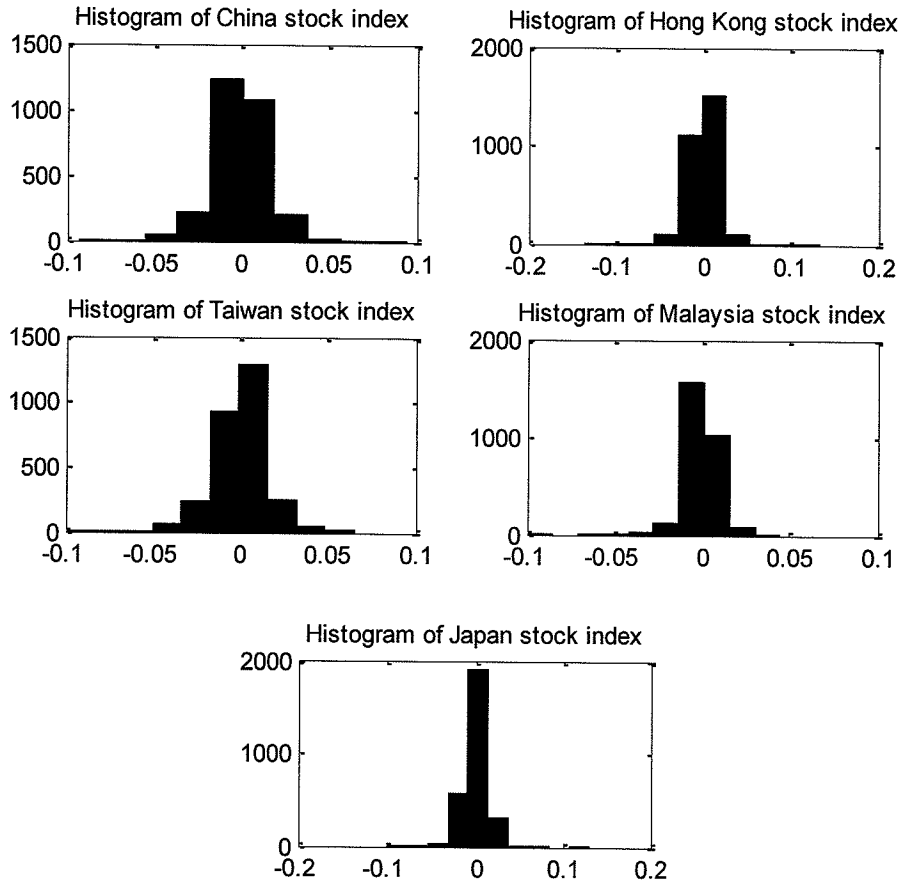 Histogram of China stock index
1500
1000
500
0
-0.1 -0.05 0 0.05 0.1
Histogram of Hong Kong stock index
2000
1000
0
-0.2 -0.1 0 0.1 0.2
Histogram of Taiwan stock index
1500
1000
500
0
-0.1 -0.05 0 0.05 0.1
Histogram of Malaysia stock index
2000
1000
0
-0.1 -0.05 0 0.05 0.1
Histogram of Japan stock index
2000
1000
0
-0.2 -0.1 0 0.1 0.2